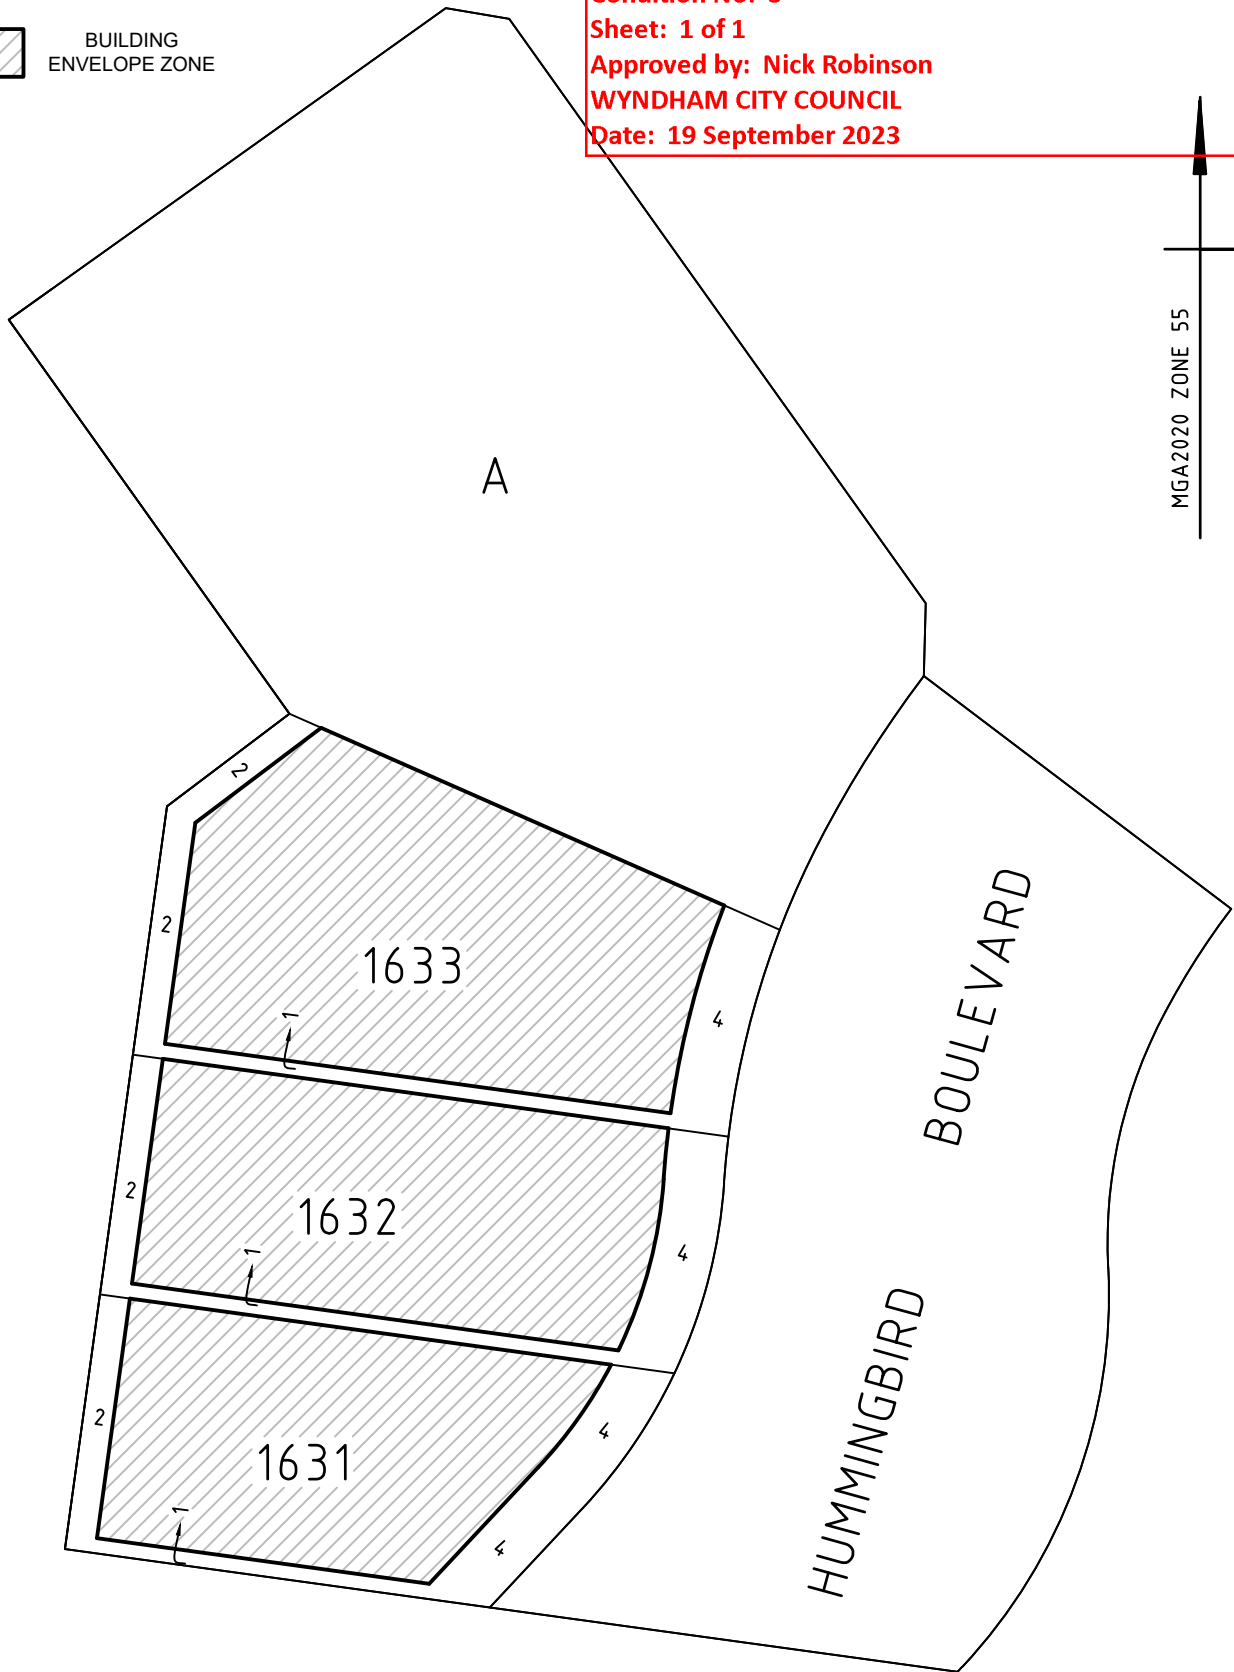 BUILDING
ENVELOPE ZONE
Sheet: 1 of 1
Approved by: Nick Robinson
WYNDHAM CITY COUNCIL
Date: 19 September 2023
MGA2020 ZONE 55
A
2
2
1633
1
4
2
1632
1
4
2
1631
1
4
4
HUMMINGBIRD BOULEVARD